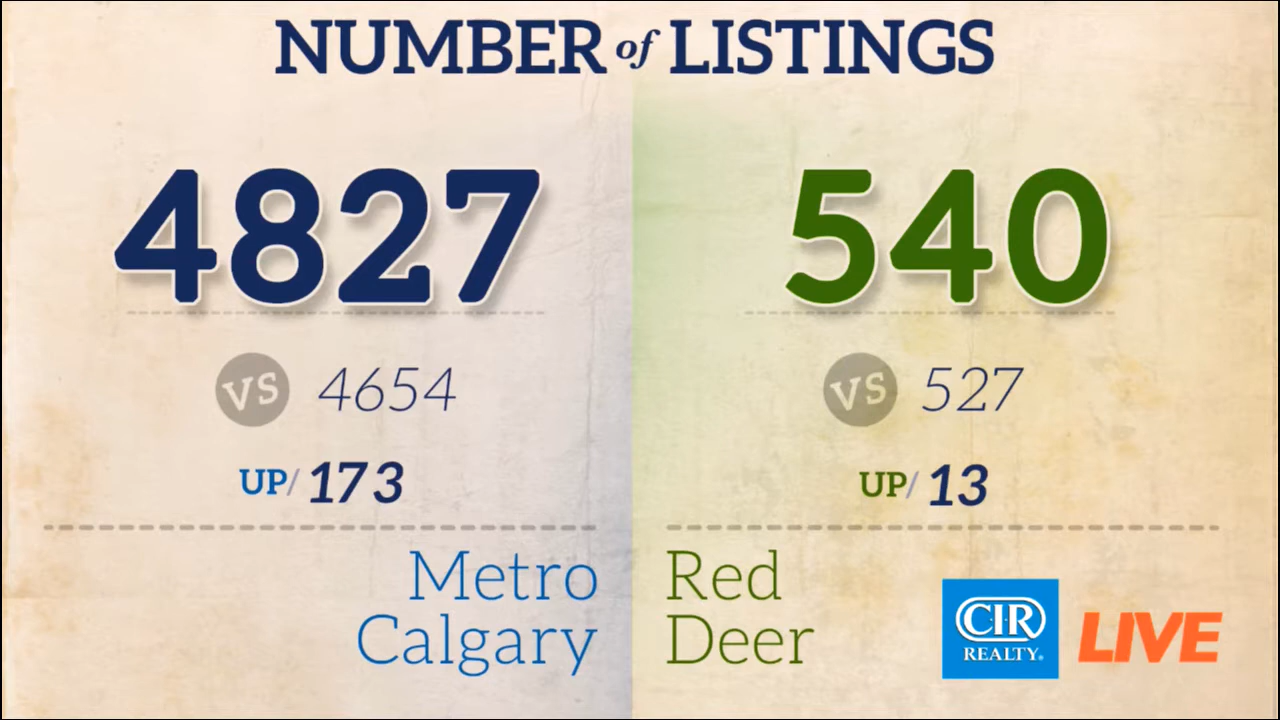 NUMBER of LISTINGS
4827
VS 4654
UP/ 173
Metro
Calgary
540
VS 527
UP/ 13
Red
Deer
CIR
REALTY.
LIVE